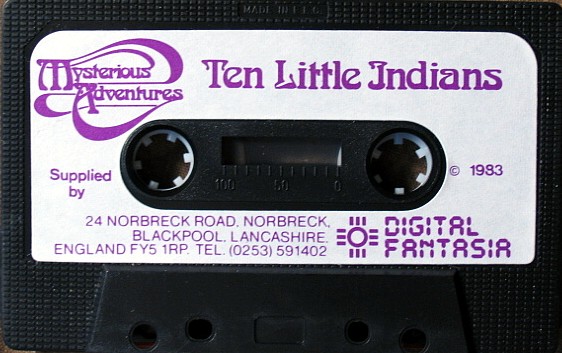 MADE IN E.E.C.
Mysterious
Adventures
Ten Little Indians
Supplied
by
100 50 0
© 1983
24 NORBRECK ROAD, NORBRECK,
BLACKPOOL, LANCASHIRE.
ENGLAND FY5 1RP. TEL. (0253) 591402
DIGITAL
FANTASIA